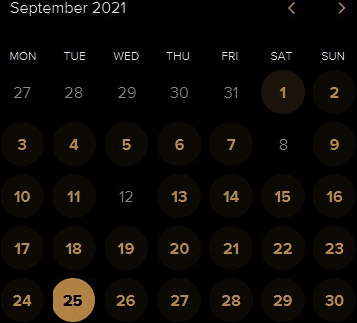 September 2021 < >
MON TUE WED THU FRI SAT SUN
27 28 29 30 31 1 2
3 4 5 6 7 8 9
10 11 12 13 14 15 16
17 18 19 20 21 22 23
24 25 26 27 28 29 30